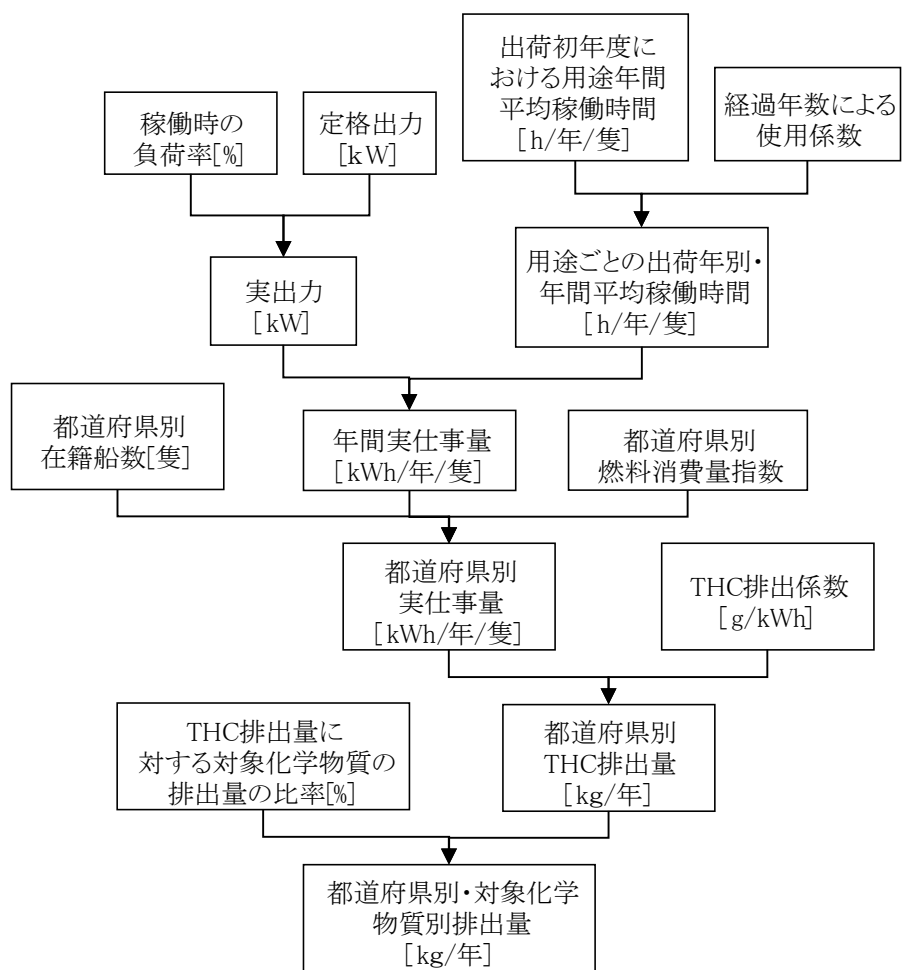 出荷初年度に
おける用途年間
平均稼働時間
[h/年/隻]
経過年数による
使用係数
稼働時の
負荷率[%]
定格出力
[kW]
実出力
[kW]
用途ごとの出荷年別・
年間平均稼働時間
[h/年/隻]
都道府県別
在籍船数[隻]
年間実仕事量
[kWh/年/隻]
都道府県別
燃料消費量指数
都道府県別
実仕事量
[kWh/年/隻]
THC排出係数
[g/kWh]
THC排出量に
対する対象化学物質の
排出量の比率[%]
都道府県別
THC排出量
[kg/年]
都道府県別・対象化学
物質別排出量
[kg/年]